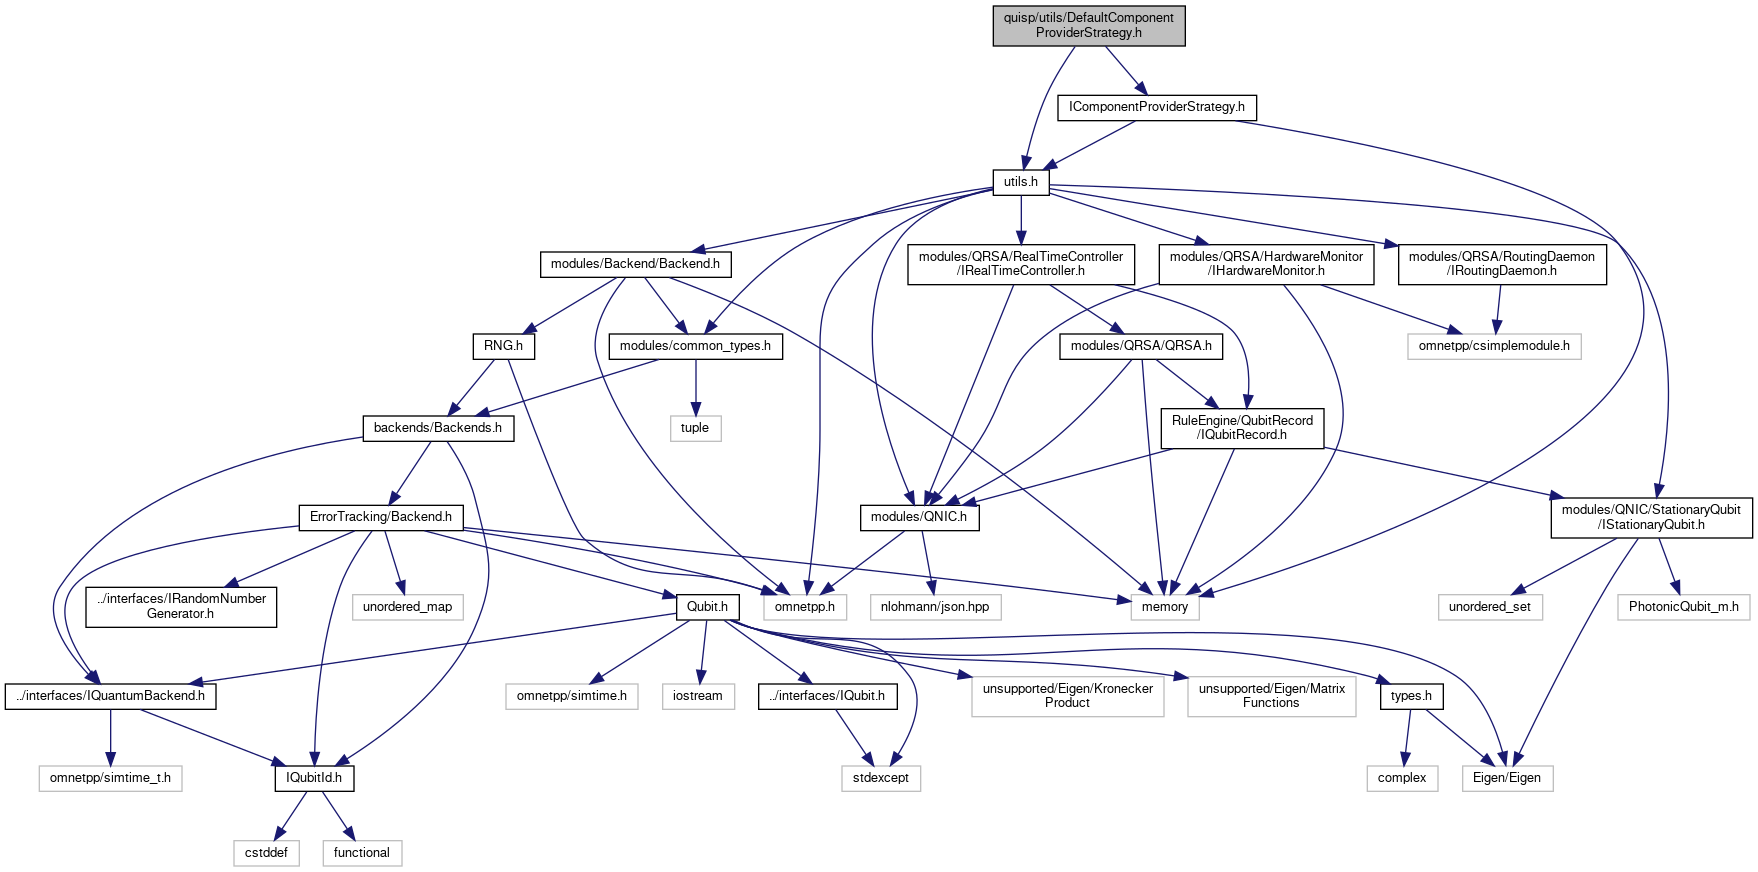 quisp/utils/DefaultComponent
ProviderStrategy.h
IComponentProviderStrategy.h
utils.h
modules/Backend/Backend.h
modules/QRSA/RealTimeController
/IRealTimeController.h
modules/QRSA/HardwareMonitor
/IHardwareMonitor.h
modules/QRSA/RoutingDaemon
/IRoutingDaemon.h
RNG.h
modules/common_types.h
modules/QRSA/QRSA.h
omnetpp/csimplemodule.h
backends/Backends.h
tuple
RuleEngine/QubitRecord
/IQubitRecord.h
ErrorTracking/Backend.h
modules/QNIC.h
modules/QNIC/StationaryQubit
/IStationaryQubit.h
../interfaces/IRandomNumber
Generator.h
unordered_map
Qubit.h
omnetpp.h
nlohmann/json.hpp
memory
unordered_set
PhotonicQubit_m.h
../interfaces/IQuantumBackend.h
omnetpp/simtime.h
iostream
../interfaces/IQubit.h
unsupported/Eigen/Kronecker
Product
unsupported/Eigen/Matrix
Functions
types.h
omnetpp/simtime_t.h
IQubitId.h
stdexcept
complex
Eigen/Eigen
cstddef
functional